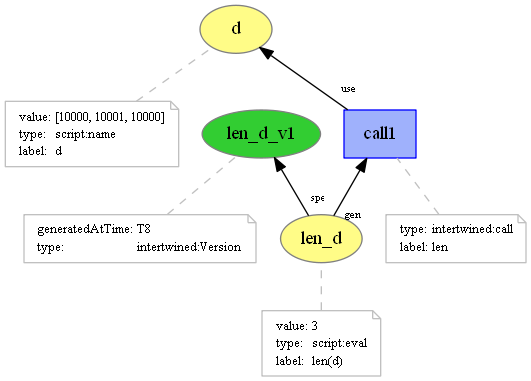 d
use
value: [10000, 10001, 10000]
type: script:name
label: d
len_d_v1
call1
spe
gen
generatedAtTime: T8
type: intertwined:Version
len_d
type: intertwined:call
label: len
value: 3
type: script:eval
label: len(d)